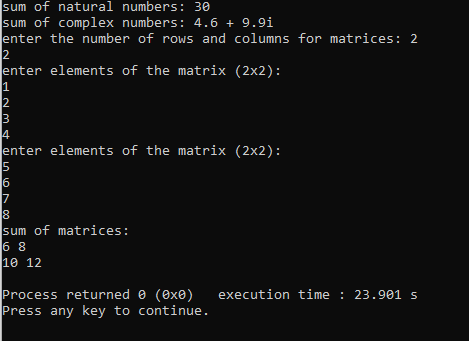 sum of natural numbers: 30
sum of complex numbers: 4.6 + 9.9i
enter the number of rows and columns for matrices: 2
2
enter elements of the matrix (2x2):
1
2
3
4
enter elements of the matrix (2x2):
5
6
7
8
sum of matrices:
6 8
10 12
Process returned 0 (0x0)   execution time : 23.901 s
Press any key to continue.